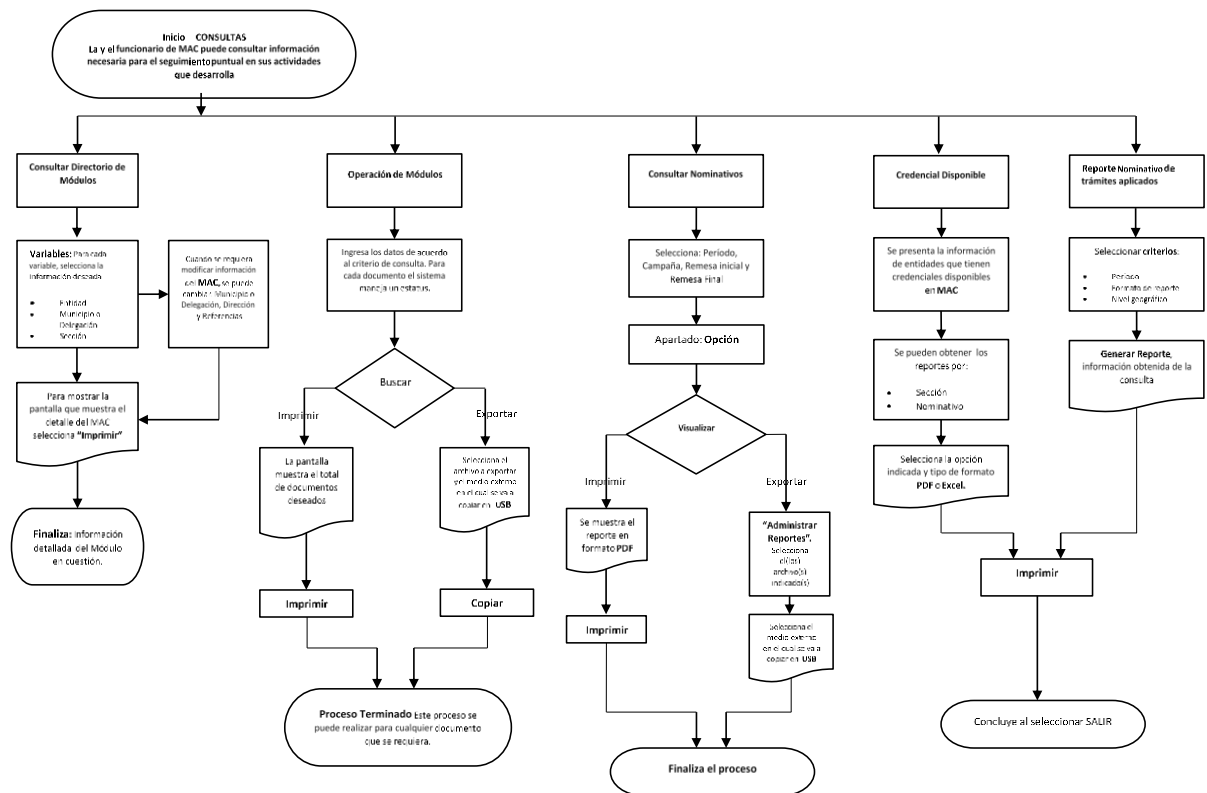 Inicio CONSULTAS
La y el funcionario de MAC puede consultar información
necesaria para el seguimiento puntual en sus actividades
que desarrolla
Consultar Directorio de
Módulos
Variables: Para cada
variable, selecciona la
información deseada
• Entidad
• Municipio o
Delegación
• Sección
Cuando se requiera
modificar información
del MAC, se puede
cambiar: Municipio o
Delegación, Dirección
y Referencias
Para mostrar la
pantalla que muestra el
detalle del MAC
selecciona "Imprimir"
Finaliza: Información
detallada del Módulo
en cuestión.
Operación de Módulos
Ingresa los datos de acuerdo
al criterio de consulta. Para
cada documento el sistema
maneja un estatus.
Buscar
Imprimir
Exportar
La pantalla
muestra el total
de documentos
deseados
Selecciona el
archivo a exportar
y el medio externo
en el cual se va a
copiar en USB
Imprimir
Copiar
Proceso Terminado Este proceso se
puede realizar para cualquier documento
que se requiera.
Consultar Nominativos
Selecciona: Período,
Campaña, Remesa inicial y
Remesa Final
Apartado: Opción
Visualizar
Imprimir
Exportar
Se muestra el
reporte en
formato PDF
"Administrar
Reportes".
Selecciona
el(los)
archivo(s)
indicado(s)
Imprimir
Selecciona el
medio externo
en el cual se va a
copiar en USB
Finaliza el proceso
Credencial Disponible
Se presenta la información
de entidades que tienen
credenciales disponibles
en MAC
Se pueden obtener los
reportes por:
• Sección
• Nominativo
Selecciona la opción
indicada y tipo de formato
PDF o Excel.
Reporte Nominativo de
trámites aplicados
Seleccionar criterios:
• Período
• Formato de reporte
• Nivel geográfico
Generar Reporte,
información obtenida de la
consulta
Imprimir
Concluye al seleccionar SALIR